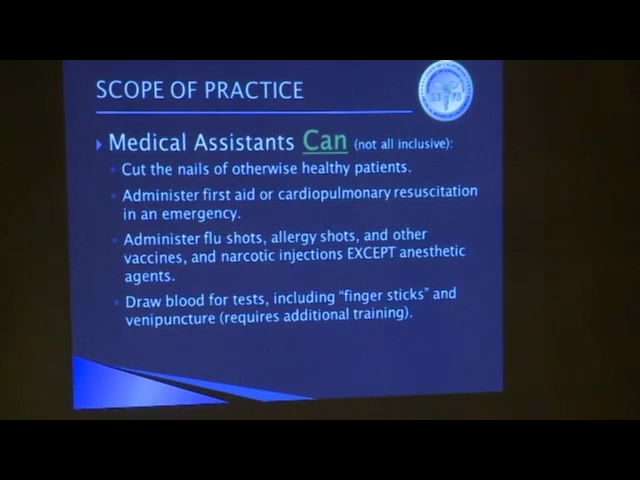 SCOPE OF PRACTICE
Medical Assistants Can (not all inclusive):
Cut the nails of otherwise healthy patients.
Administer first aid or cardiopulmonary resuscitation
in an emergency.
Administer flu shots, allergy shots, and other
vaccines, and narcotic injections EXCEPT anesthetic
agents.
Draw blood for tests, including “finger sticks” and
venipuncture (requires additional training).